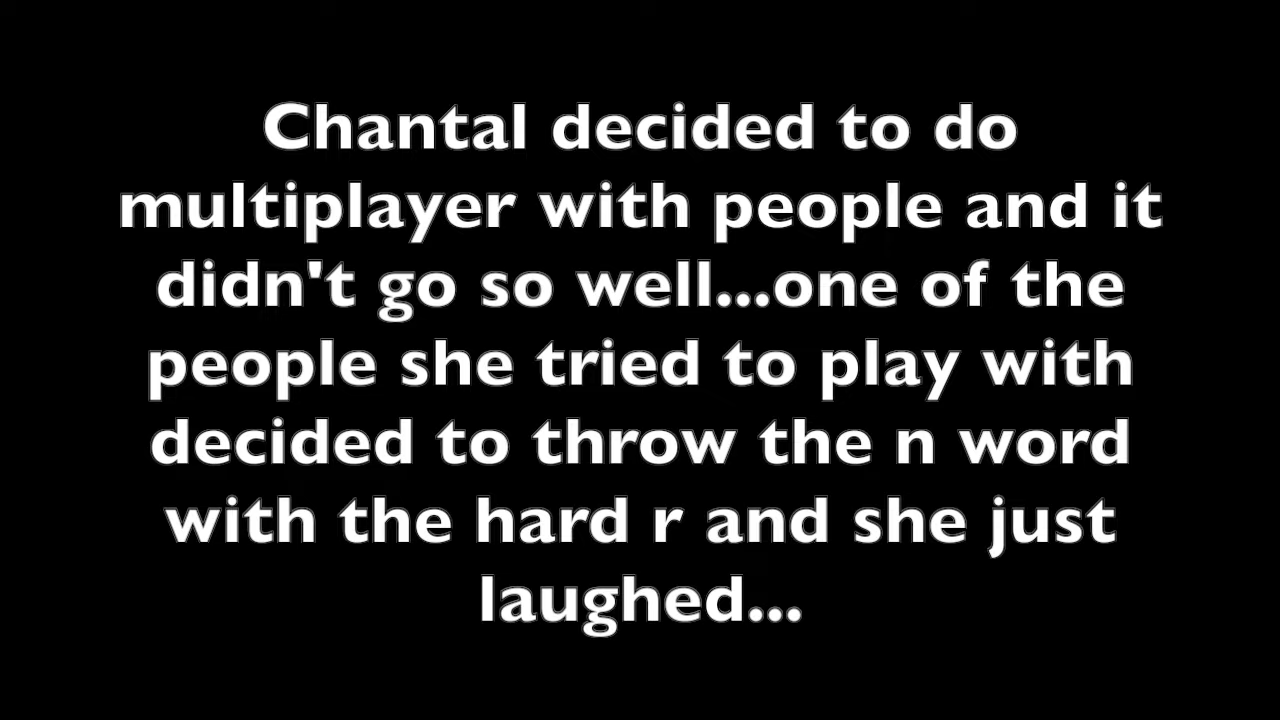 Chantal decided to do
multiplayer with people and it
didn't go so well...one of the
people she tried to play with
decided to throw the n word
with the hard r and she just
laughed...